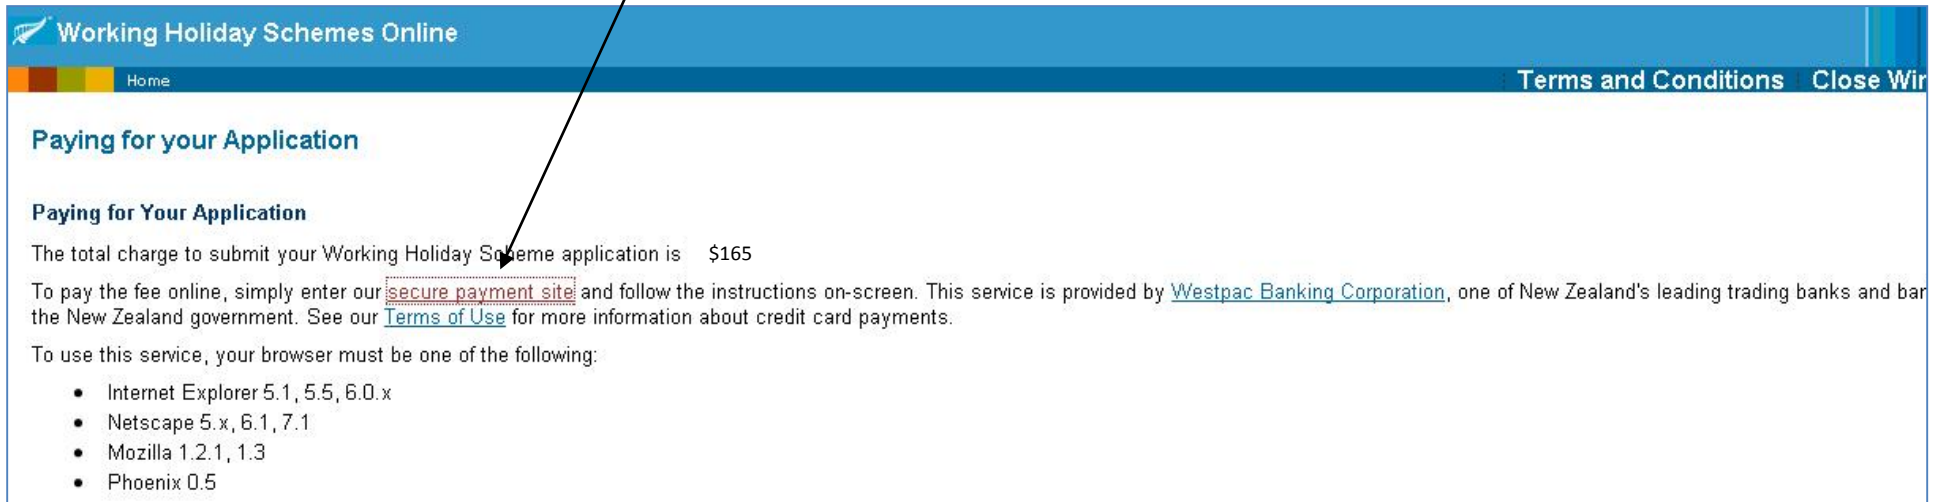 Working Holiday Schemes Online
Home
Terms and Conditions Close Wir
Paying for your Application
Paying for Your Application
The total charge to submit your Working Holiday Scheme application is $165
To pay the fee online, simply enter our secure payment site and follow the instructions on-screen. This service is provided by Westpac Banking Corporation, one of New Zealand's leading trading banks and bar
the New Zealand government. See our Terms of Use for more information about credit card payments.
To use this service, your browser must be one of the following:
• Internet Explorer 5.1, 5.5, 6.0.x
• Netscape 5.x, 6.1, 7.1
• Mozilla 1.2.1, 1.3
• Phoenix 0.5